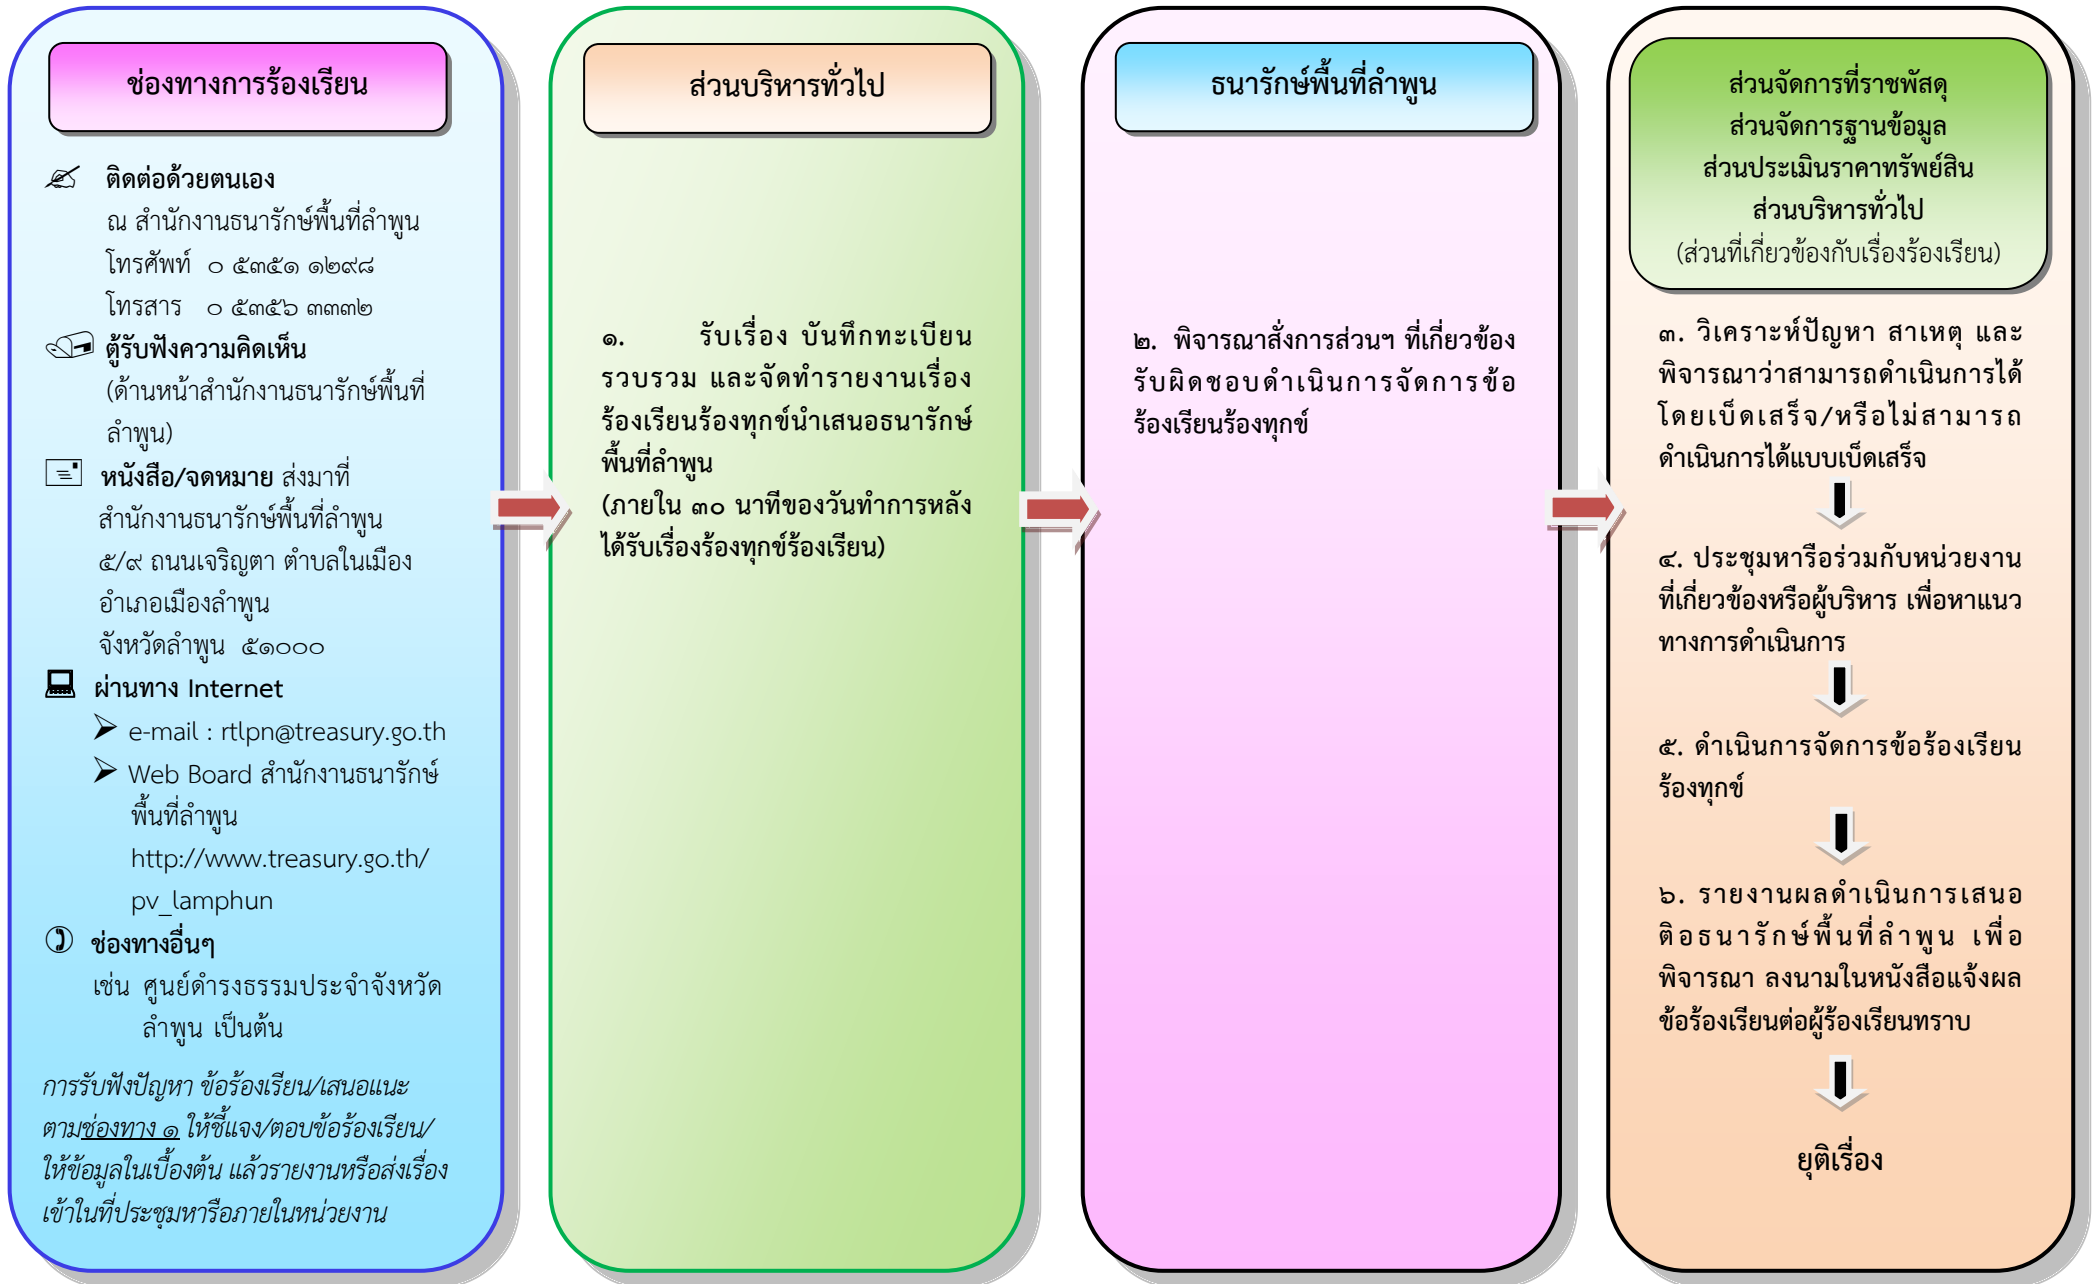 ช่องทางการร้องเรียน
ติดต่อด้วยตนเอง
ณ สำนักงานธนารักษ์พื้นที่ลำพูน
โทรศัพท์ ๐ ๕๓๕๑ ๑๒๙๘
โทรสาร ๐ ๕๓๕๖ ๓๓๓๒
ตู้รับฟังความคิดเห็น
(ด้านหน้าสำนักงานธนารักษ์พื้นที่
ลำพูน)
หนังสือ/จดหมาย ส่งมาที่
สำนักงานธนารักษ์พื้นที่ลำพูน
๕/๙ ถนนเจริญตา ตำบลในเมือง
อำเภอเมืองลำพูน
จังหวัดลำพูน ๕๑๐๐๐
ผ่านทาง Internet
➢ e-mail : rtlpn@treasury.go.th
➢ Web Board สำนักงานธนารักษ์
พื้นที่ลำพูน
http://www.treasury.go.th/
pv_lamphun
ช่องทางอื่นๆ
เช่น ศูนย์ดำรงธรรมประจำจังหวัด
ลำพูน เป็นต้น
การรับฟังปัญหา ข้อร้องเรียน/เสนอแนะ
ตามช่องทาง ๑ ให้ชี้แจง/ตอบข้อร้องเรียน/
ให้ข้อมูลในเบื้องต้น แล้วรายงานหรือส่งเรื่อง
เข้าในที่ประชุมหารือภายในหน่วยงาน
ส่วนบริหารทั่วไป
๑. รับเรื่อง บันทึกทะเบียน
รวบรวม และจัดทำรายงานเรื่อง
ร้องเรียนร้องทุกข์นำเสนอธนารักษ์
พื้นที่ลำพูน
(ภายใน ๓๐ นาทีของวันทำการหลัง
ได้รับเรื่องร้องทุกข์ร้องเรียน)
ธนารักษ์พื้นที่ลำพูน
๒. พิจารณาสั่งการส่วนฯ ที่เกี่ยวข้อง
รับผิดชอบดำเนินการจัดการข้อ
ร้องเรียนร้องทุกข์
ส่วนจัดการที่ราชพัสดุ
ส่วนจัดการฐานข้อมูล
ส่วนประเมินราคาทรัพย์สิน
ส่วนบริหารทั่วไป
(ส่วนที่เกี่ยวข้องกับเรื่องร้องเรียน)
๓. วิเคราะห์ปัญหา สาเหตุ และ
พิจารณาว่าสามารถดำเนินการได้
โดยเบ็ดเสร็จ/หรือไม่สามารถ
ดำเนินการได้แบบเบ็ดเสร็จ
๔. ประชุมหารือร่วมกับหน่วยงาน
ที่เกี่ยวข้องหรือผู้บริหาร เพื่อหาแนว
ทางการดำเนินการ
๕. ดำเนินการจัดการข้อร้องเรียน
ร้องทุกข์
๖. รายงานผลดำเนินการเสนอ
ติอธนารักษ์พื้นที่ลำพูน เพื่อ
พิจารณา ลงนามในหนังสือแจ้งผล
ข้อร้องเรียนต่อผู้ร้องเรียนทราบ
ยุติเรื่อง